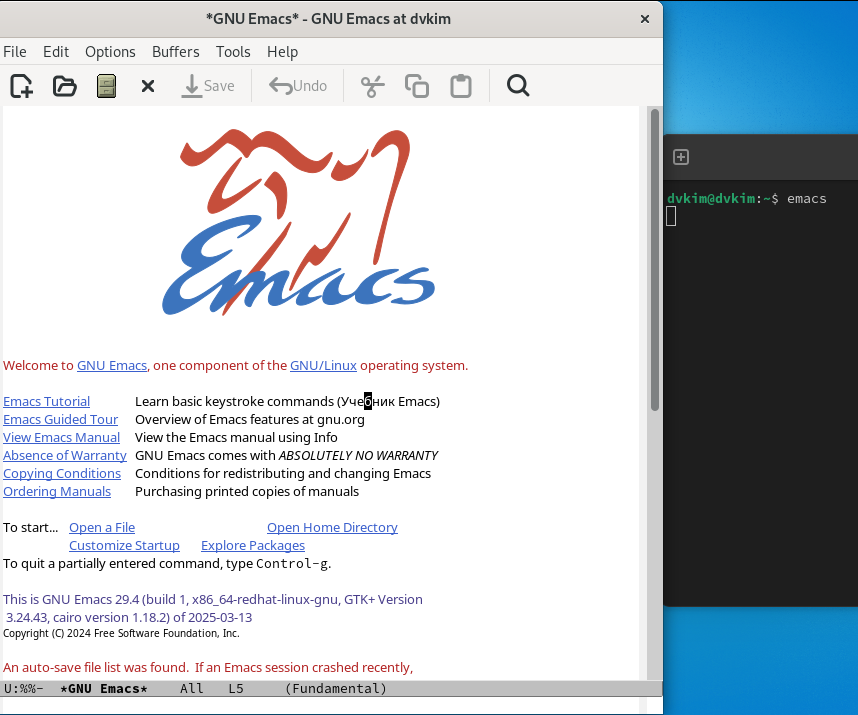 *GNU Emacs* - GNU Emacs at dvkim
File Edit Options Buffers Tools Help
Save Undo
Emacs
Welcome to GNU Emacs, one component of the GNU/Linux operating system.
Emacs Tutorial Learn basic keystroke commands (Учебник Emacs)
Emacs Guided Tour Overview of Emacs features at gnu.org
View Emacs Manual View the Emacs manual using Info
Absence of Warranty GNU Emacs comes with ABSOLUTELY NO WARRANTY
Copying Conditions Conditions for redistributing and changing Emacs
Ordering Manuals Purchasing printed copies of manuals
To start... Open a File Open Home Directory
Customize Startup Explore Packages
To quit a partially entered command, type Control-g.
This is GNU Emacs 29.4 (build 1, x86_64-redhat-linux-gnu, GTK+ Version
3.24.43, cairo version 1.18.2) of 2025-03-13
Copyright (C) 2024 Free Software Foundation, Inc.
An auto-save file list was found. If an Emacs session crashed recently,
U:%%- *GNU Emacs* All L5 (Fundamental)
dvkim@dvkim:~$ emacs